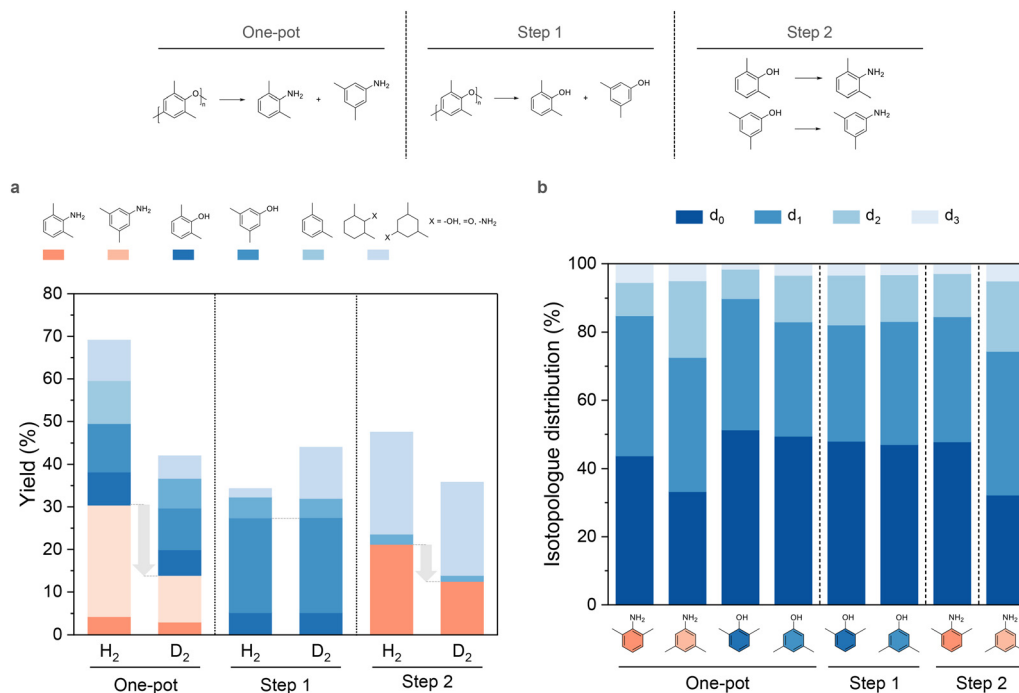 One-pot
Step 1
Step 2
O
n
NH₂
+
NH₂
O
n
OH
+
OH
OH
NH₂
OH
NH₂
a
NH₂
NH₂
OH
OH
X
X
X = -OH, =O, -NH₂
Yield (%)
80
70
60
50
40
30
20
10
0
H₂ D₂ H₂ D₂ H₂ D₂
One-pot Step 1 Step 2
b
d₀ d₁ d₂ d₃
Isotopologue distribution (%)
100
80
60
40
20
0
NH₂ NH₂ OH OH OH OH NH₂ NH₂
One-pot Step 1 Step 2